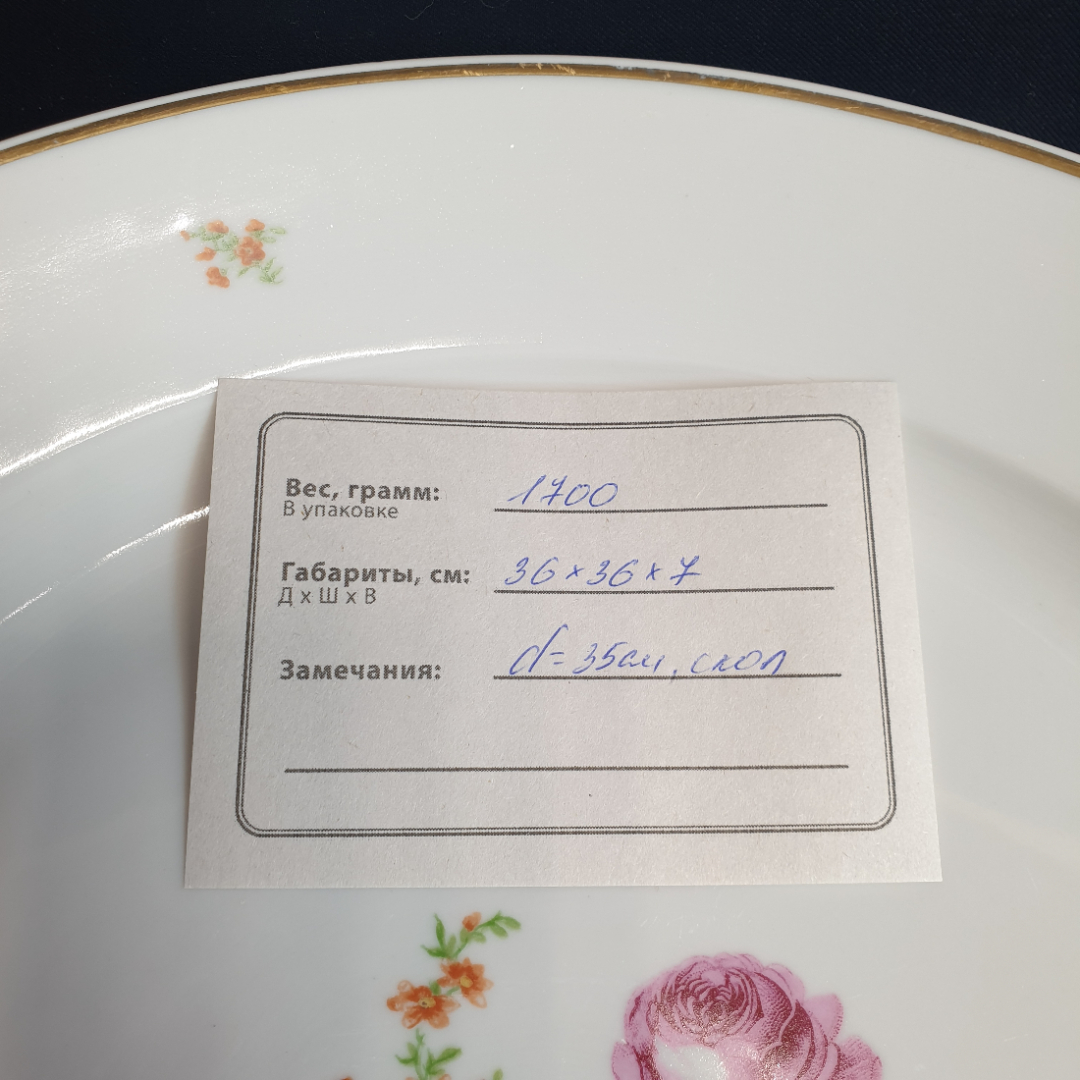 Вес, грамм: 1700
В упаковке
Габариты, см: 36 x 36 x 7
Д x Ш x В
Замечания: d= 35см, скол